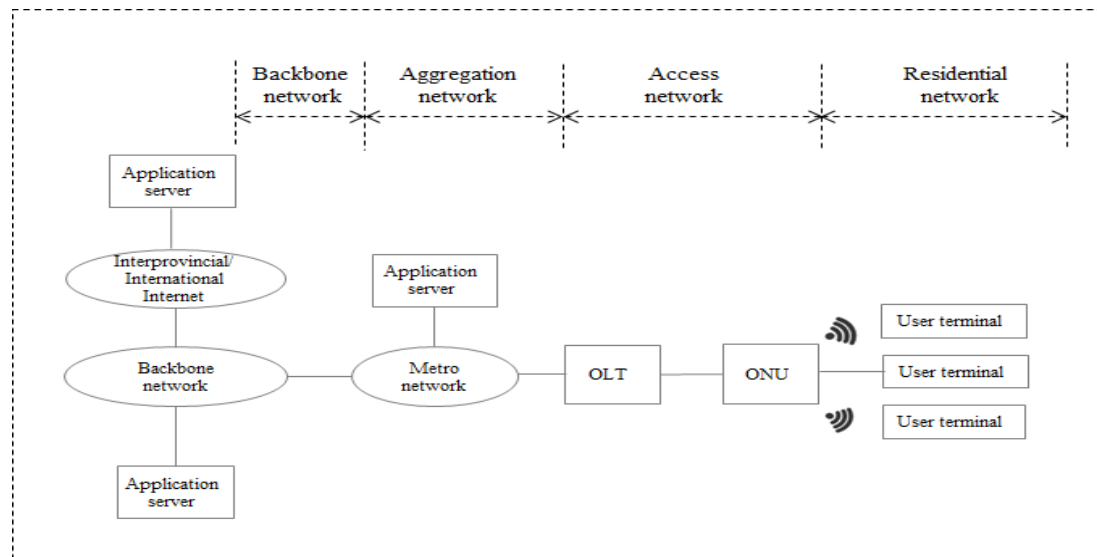 Backbone
network
Aggregation
network
Access
network
Residential
network
Application
server
Interprovincial/
International
Internet
Application
server
Backbone
network
Metro
network
OLT
ONU
User terminal
User terminal
User terminal
Application
server